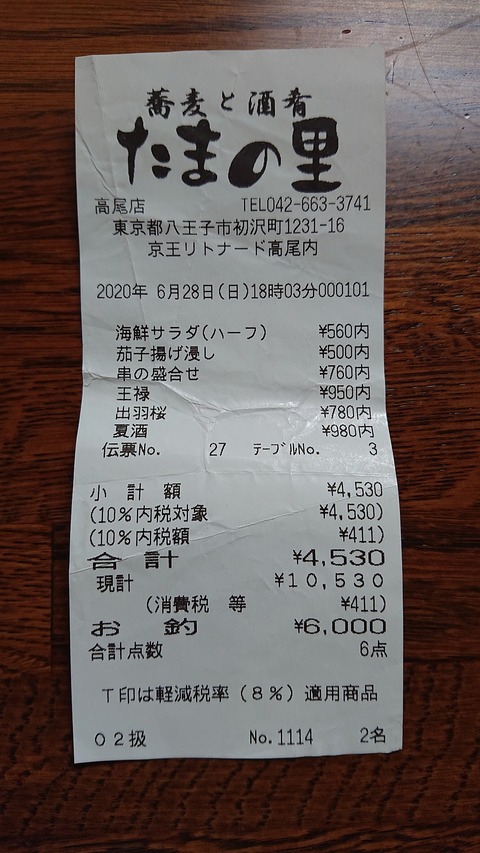 蕎麦と酒肴
たまの里
高尾店 TEL042-663-3741
東京都八王子市初沢町1231-16
京王リトナード高尾内
2020年 6月28日(日)18時03分000101
海鮮サラダ(ハーフ) ¥560内
茄子揚げ浸し ¥500内
串の盛合せ ¥760内
王禄 ¥950内
出羽桜 ¥780内
夏酒 ¥980内
伝票No. 27 テーブルNo. 3
小計額 ¥4,530
(10%内税対象 ¥4,530)
(10%内税額 ¥411)
合計 ¥4,530
現計 ¥10,530
(消費税 等 ¥411)
お釣 ¥6,000
合計点数 6点
T印は軽減税率(8%)適用商品
02扱 No.1114 2名